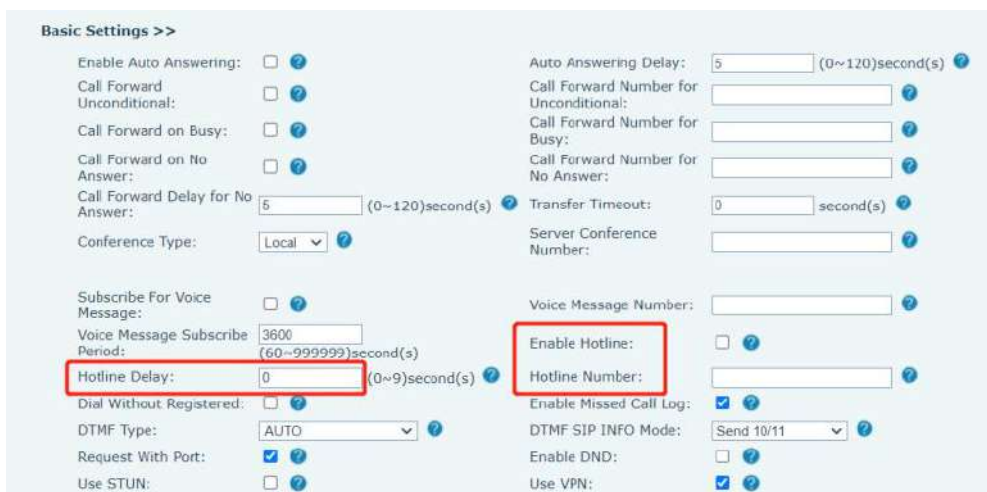 Basic Settings >>
Enable Auto Answering: ? Auto Answering Delay: 5 (0~120)second(s) ?
Call Forward
Unconditional: ? Call Forward Number for
Unconditional: ?
Call Forward on Busy: ? Call Forward Number for
Busy: ?
Call Forward on No
Answer: ? Call Forward Number for
No Answer: ?
Call Forward Delay for No
Answer: 5 (0~120)second(s) ? Transfer Timeout: 0 second(s) ?
Conference Type: Local ? Server Conference
Number: ?
Subscribe For Voice
Message: ? Voice Message Number: ?
Voice Message Subscribe
Period: 3600
(60~999999)second(s) Enable Hotline: ?
Hotline Delay: 0 (0~9)second(s) ? Hotline Number: ?
Dial Without Registered: ? Enable Missed Call Log: ?
DTMF Type: AUTO ? DTMF SIP INFO Mode: Send 10/11 ?
Request With Port: ? Enable DND: ?
Use STUN: ? Use VPN: ?